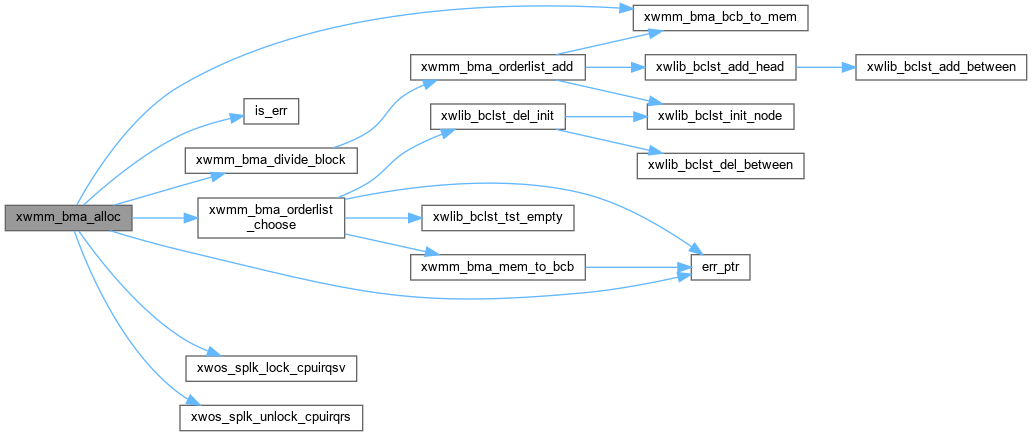 xwmm_bma_bcb_to_mem
xwmm_bma_orderlist_add
xwlib_bclst_add_head
xwlib_bclst_add_between
is_err
xwlib_bclst_del_init
xwlib_bclst_init_node
xwmm_bma_divide_block
xwlib_bclst_del_between
xwmm_bma_alloc
xwmm_bma_orderlist
_choose
xwlib_bclst_tst_empty
xwmm_bma_mem_to_bcb
err_ptr
xwos_splk_lock_cpuirqsv
xwos_splk_unlock_cpuirqrs